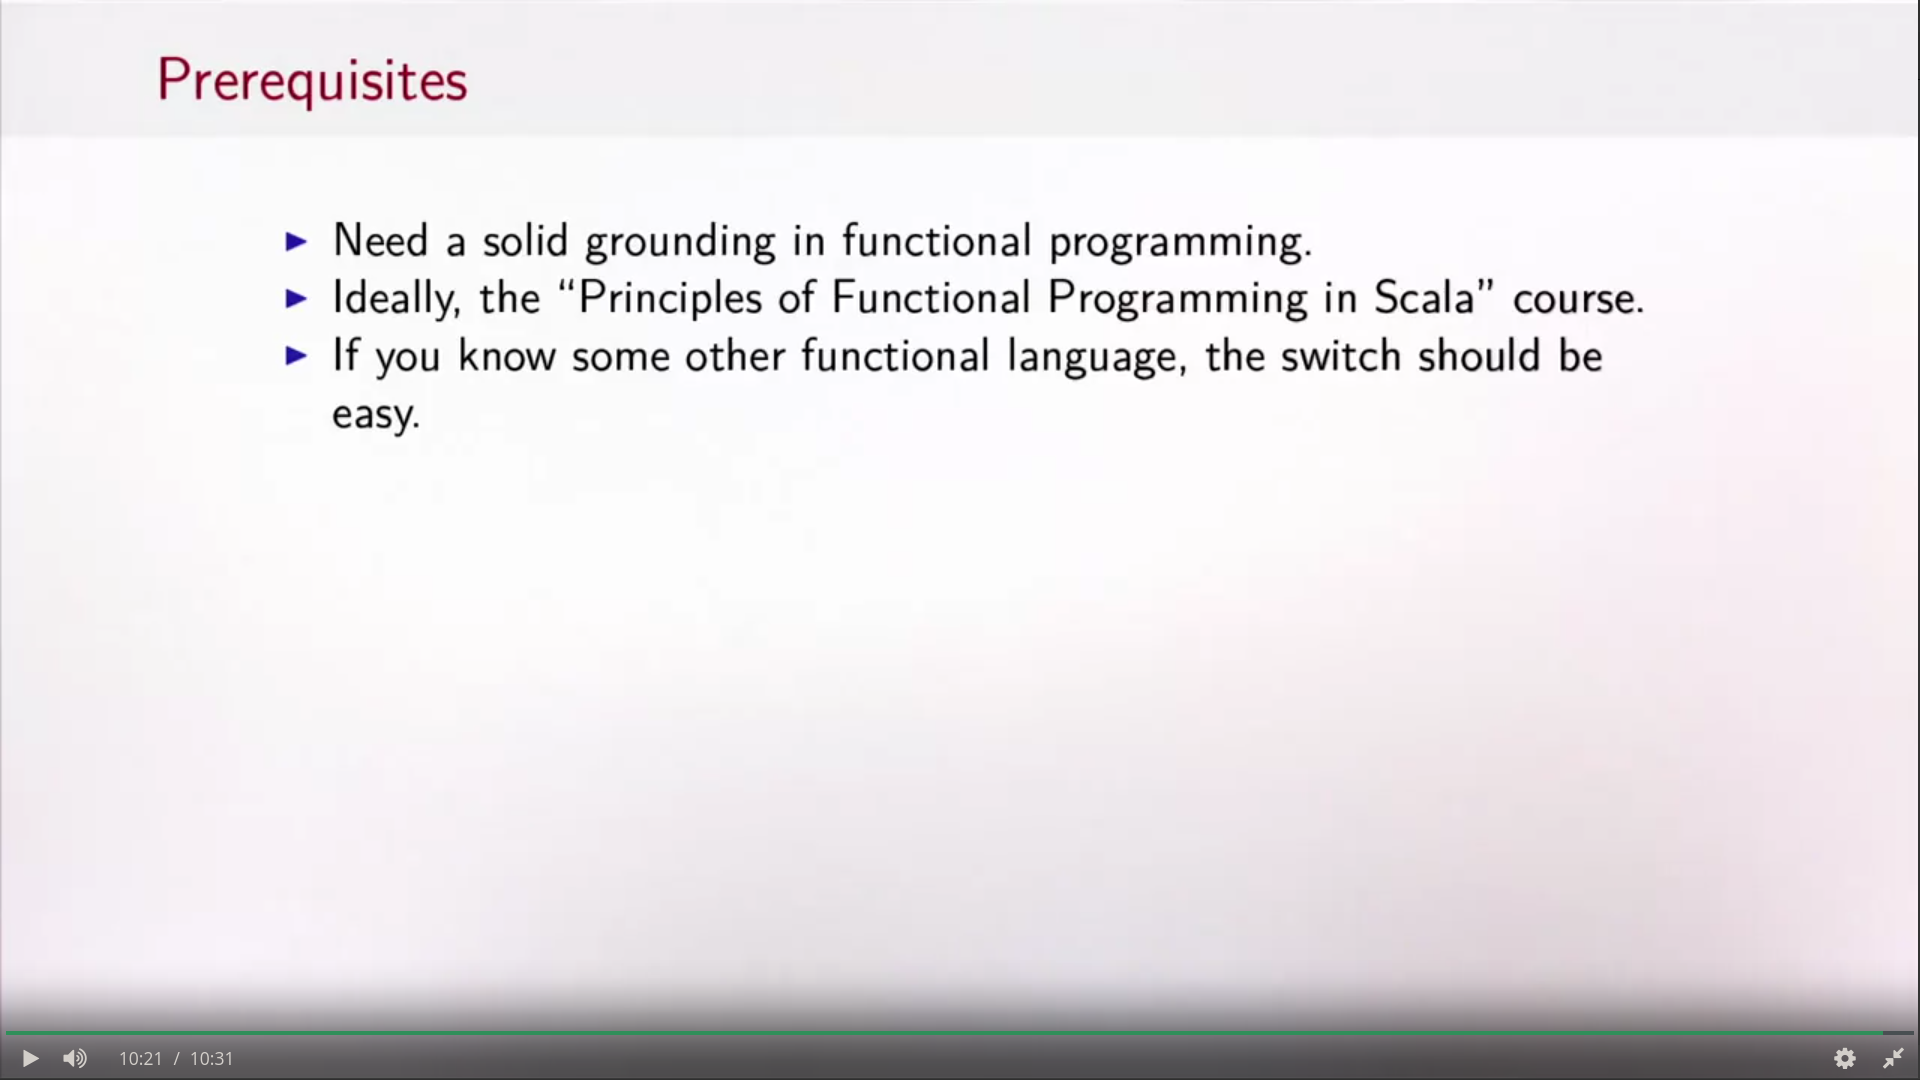 Prerequisites
► Need a solid grounding in functional programming.
► Ideally, the “Principles of Functional Programming in Scala” course.
► If you know some other functional language, the switch should be
easy.
10:21 / 10:31